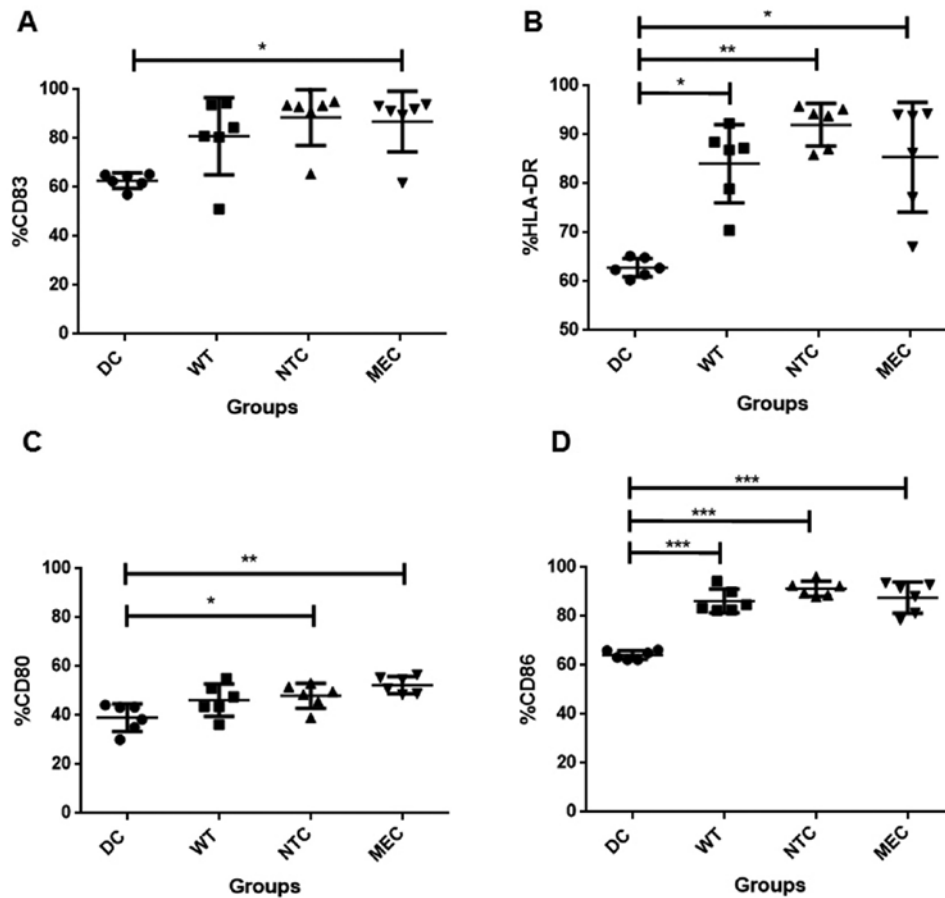 A
*
100
80
60
40
20
0
%CD83
DC
WT
NTC
MEC
Groups
B
*
**
*
100
90
80
70
60
50
%HLA-DR
DC
WT
NTC
MEC
Groups
C
**
*
100
80
60
40
20
0
%CD80
DC
WT
NTC
MEC
Groups
D
***
***
***
100
80
60
40
20
0
%CD86
DC
WT
NTC
MEC
Groups